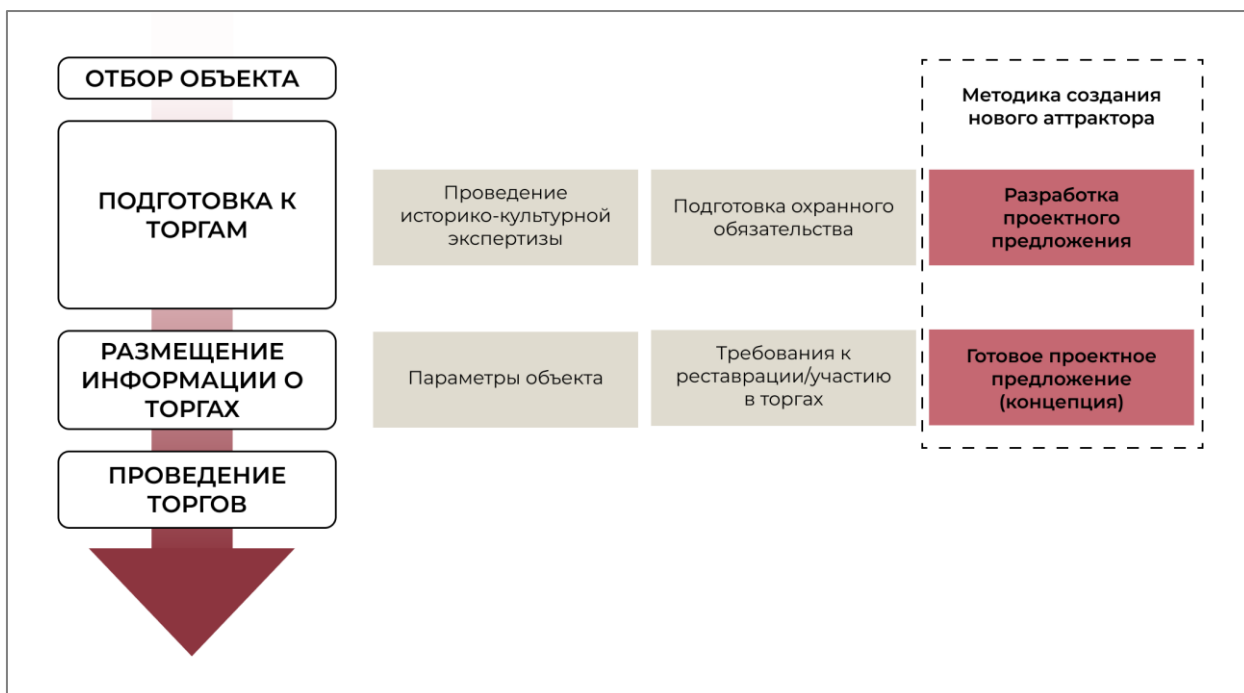 ОТБОР ОБЪЕКТА
Методика создания
нового аттрактора
ПОДГОТОВКА К
ТОРГАМ
Проведение
историко-культурной
экспертизы
Подготовка охранного
обязательства
Разработка
проектного
предложения
РАЗМЕЩЕНИЕ
ИНФОРМАЦИИ О
ТОРГАХ
Параметры объекта
Требования к
реставрации/участию
в торгах
Готовое проектное
предложение
(концепция)
ПРОВЕДЕНИЕ
ТОРГОВ